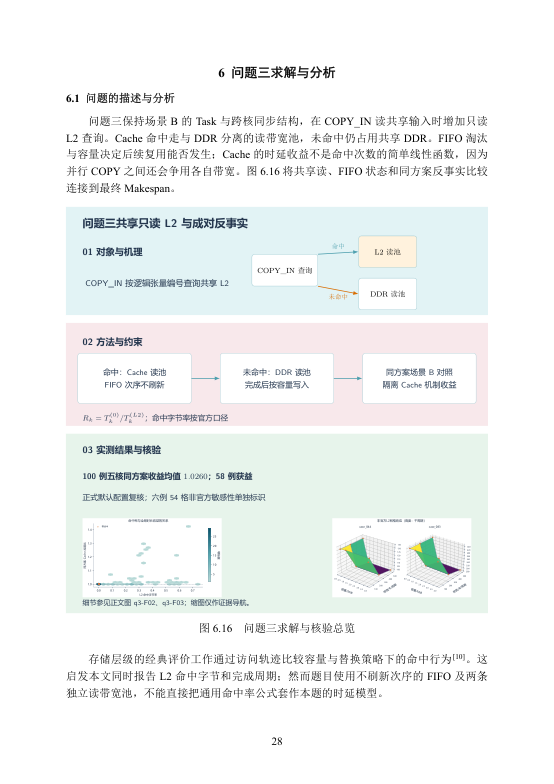 6 问题三求解与分析
6.1 问题的描述与分析
问题三保持场景 B 的 Task 与跨核同步结构，在 COPY_IN 读共享输入时增加只读
L2 查询。Cache 命中走与 DDR 分离的读带宽池，未命中仍占用共享 DDR。FIFO 淘汰
与容量决定后续复用能否发生；Cache 的时延收益不是命中次数的简单线性函数，因为
并行 COPY 之间还会争用各自带宽。图 6.16 将共享读、FIFO 状态和同方案反事实比较
连接到最终 Makespan。
问题三共享只读 L2 与成对反事实
01 对象与机理
COPY_IN 按逻辑张量编号查询共享 L2
COPY_IN 查询
命中
L2 读池
未命中
DDR 读池
02 方法与约束
命中：Cache 读池
FIFO 次序不刷新
未命中：DDR 读池
完成后按容量写入
同方案场景 B 对照
隔离 Cache 机制收益
R_k = T_k^{(0)}/T_k^{(L2)}；命中字节率按官方口径
03 实测结果与核验
100 例五核同方案收益均值 1.0260；58 例获益
正式默认配置复核；六例 54 格非官方敏感性单独标识
细节参见正文图 q3-F02、q3-F03；缩图仅作证据导航。
图 6.16 问题三求解与核验总览
存储层级的经典评价工作通过访问轨迹比较容量与替换策略下的命中行为[10]。这
启发本文同时报告 L2 命中字节和完成周期；然而题目使用不刷新次序的 FIFO 及两条
独立读带宽池，不能直接把通用命中率公式套作本题的时延模型。
28